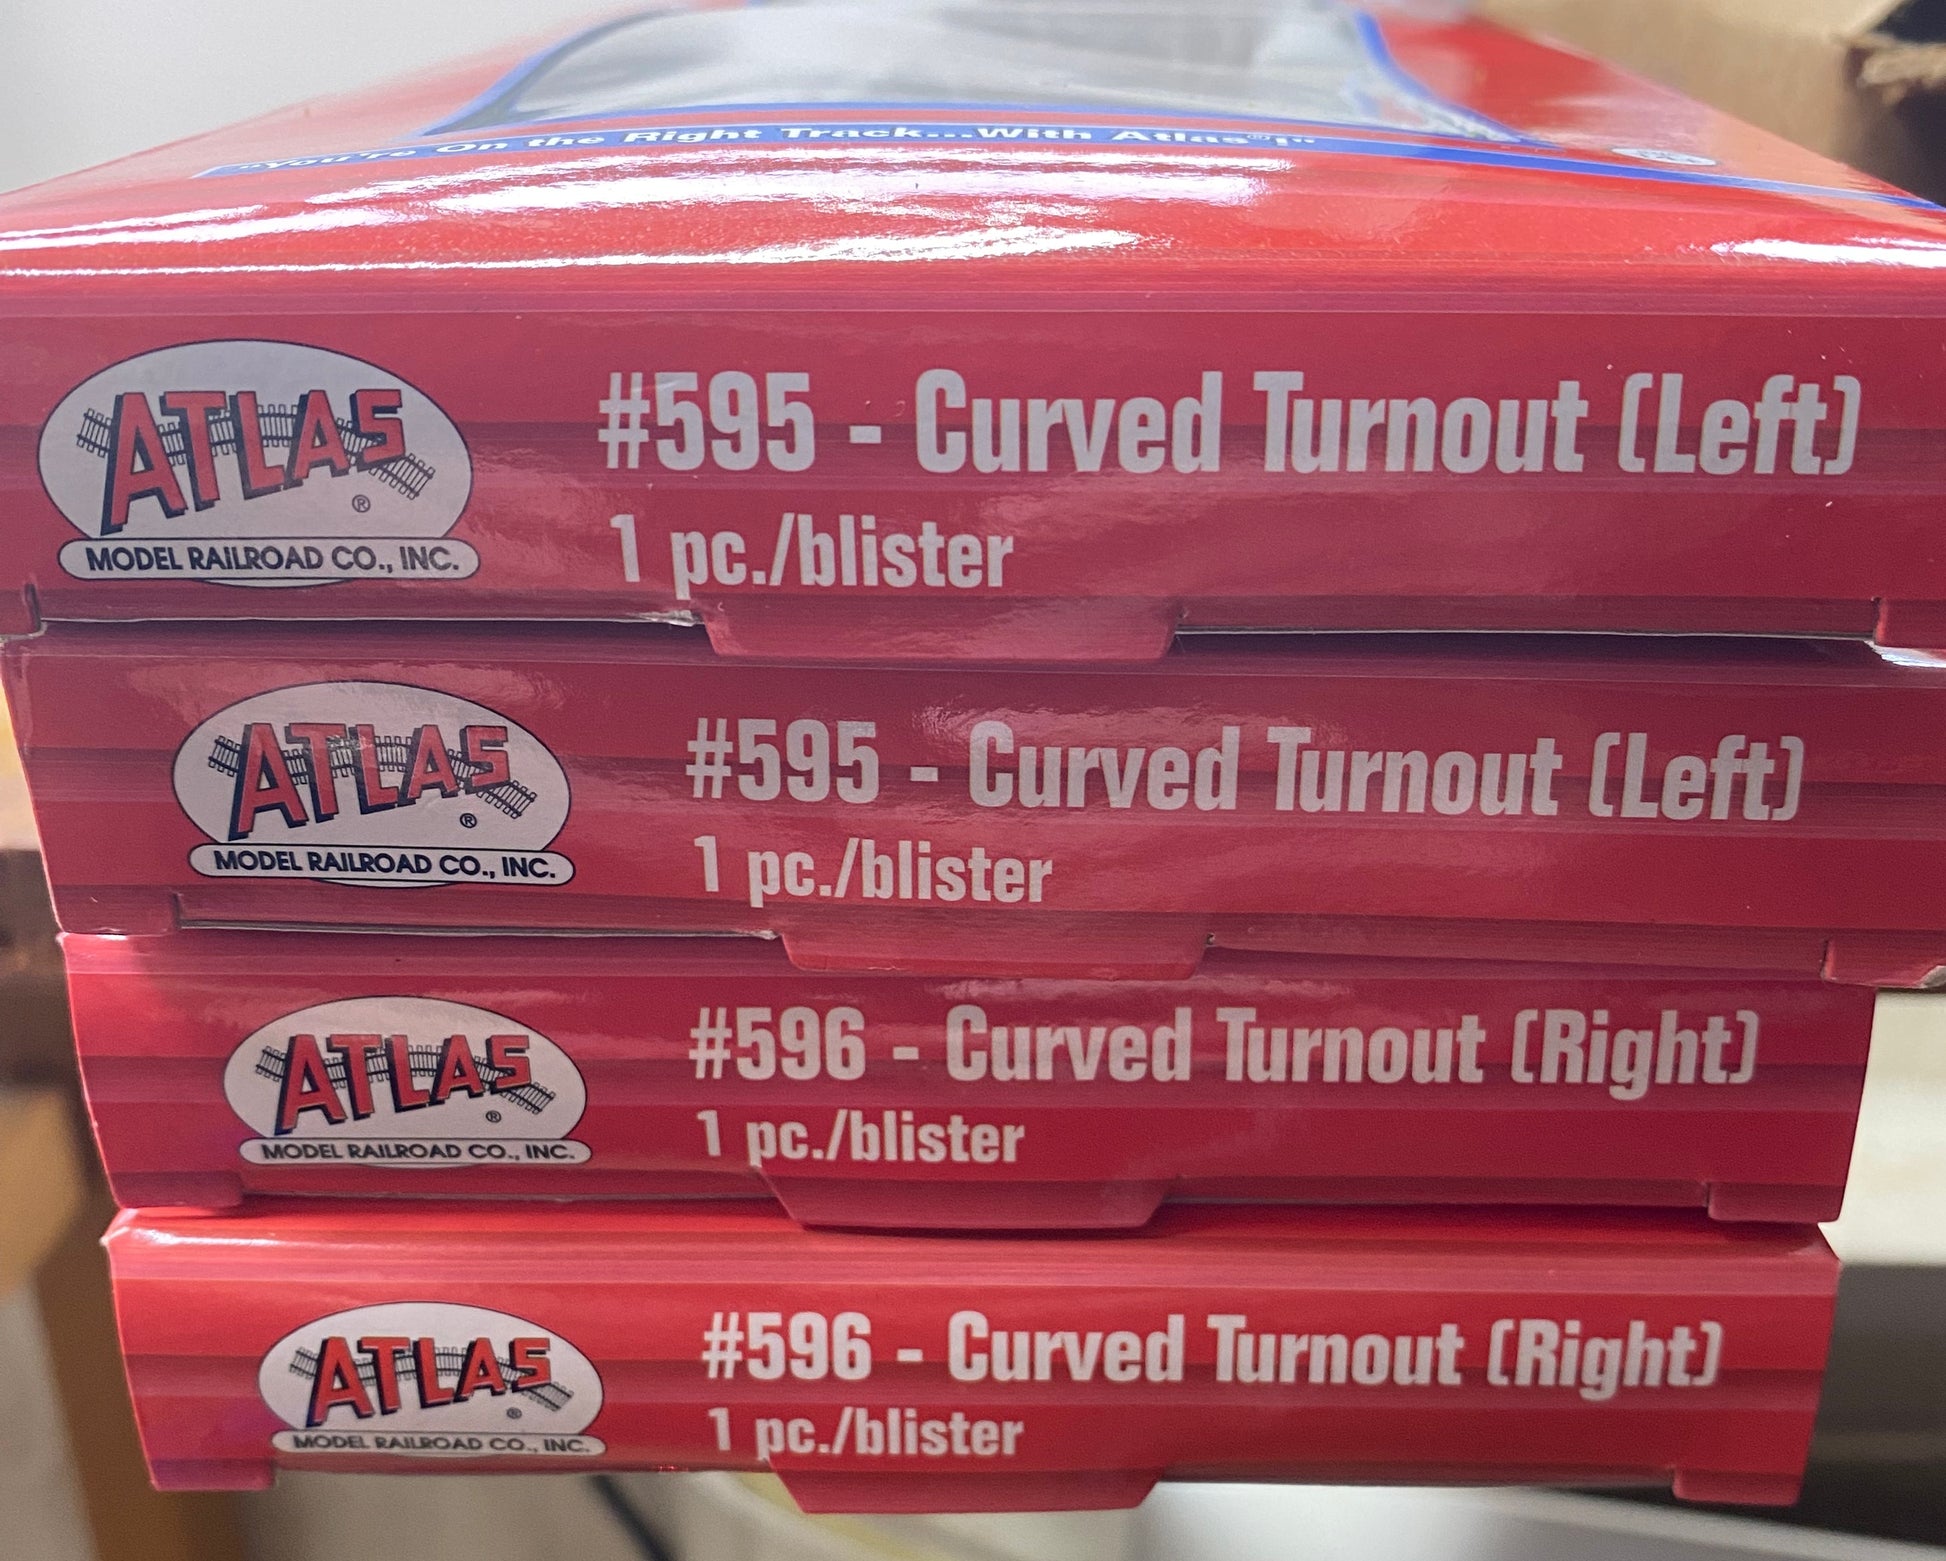 "You're On the Right Track...With Atlas®!"
ATLAS
®
MODEL RAILROAD CO., INC.
#595 - Curved Turnout (Left)
1 pc./blister
ATLAS
®
MODEL RAILROAD CO., INC.
#595 - Curved Turnout (Left)
1 pc./blister
ATLAS
®
MODEL RAILROAD CO., INC.
#596 - Curved Turnout (Right)
1 pc./blister
ATLAS
®
MODEL RAILROAD CO., INC.
#596 - Curved Turnout (Right)
1 pc./blister